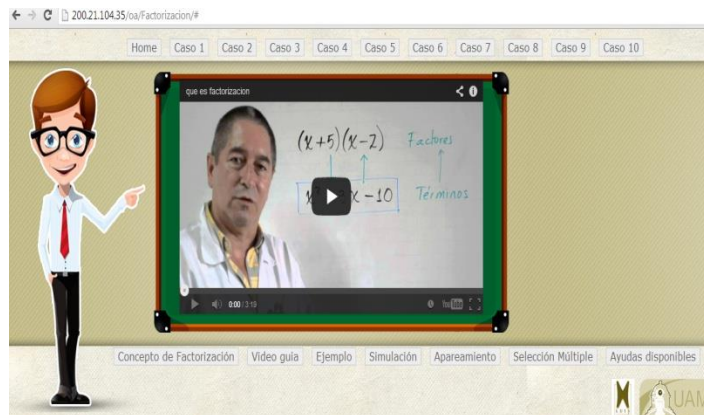 200.21.104.35/oa/Factorizacion/#
Home Caso 1 Caso 2 Caso 3 Caso 4 Caso 5 Caso 6 Caso 7 Caso 8 Caso 9 Caso 10
que es factorizacion
(x+5)(x-2) Factores
x - 10 Términos
0:00 / 3:19 YouTube
Concepto de Factorización Video guia Ejemplo Simulación Apareamiento Selección Múltiple Ayudas disponibles
UAM